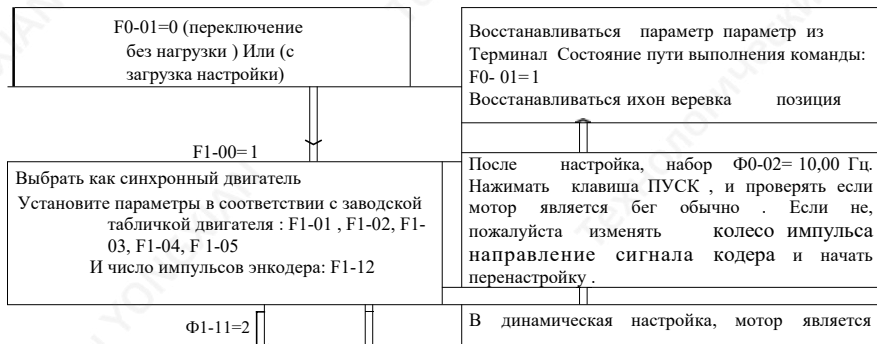 F0-01=0 (переключение
без нагрузки ) Или (с
загрузка настройки)
F1-00= 1
Выбрать как синхронный двигатель
Установите параметры в соответствии с заводской
табличкой двигателя : F1-01 , F1-02, F1-
03, F1-04, F 1-05
И число импульсов энкодера: F1-12
Ф1-11=2
Восстанавливаться параметр параметр из
Терминал Состояние пути выполнения команды:
F0- 01= 1
Восстанавливаться ихон веревка позиция
После настройка, набор Ф0-02= 10,00 Гц.
Нажимать клавиша ПУСК , и проверять если
мотор является бег обычно . Если не,
пожалуйста изменять колесо импульса
направление сигнала кодера и начать
перенастройку .
В динамическая настройка, мотор является